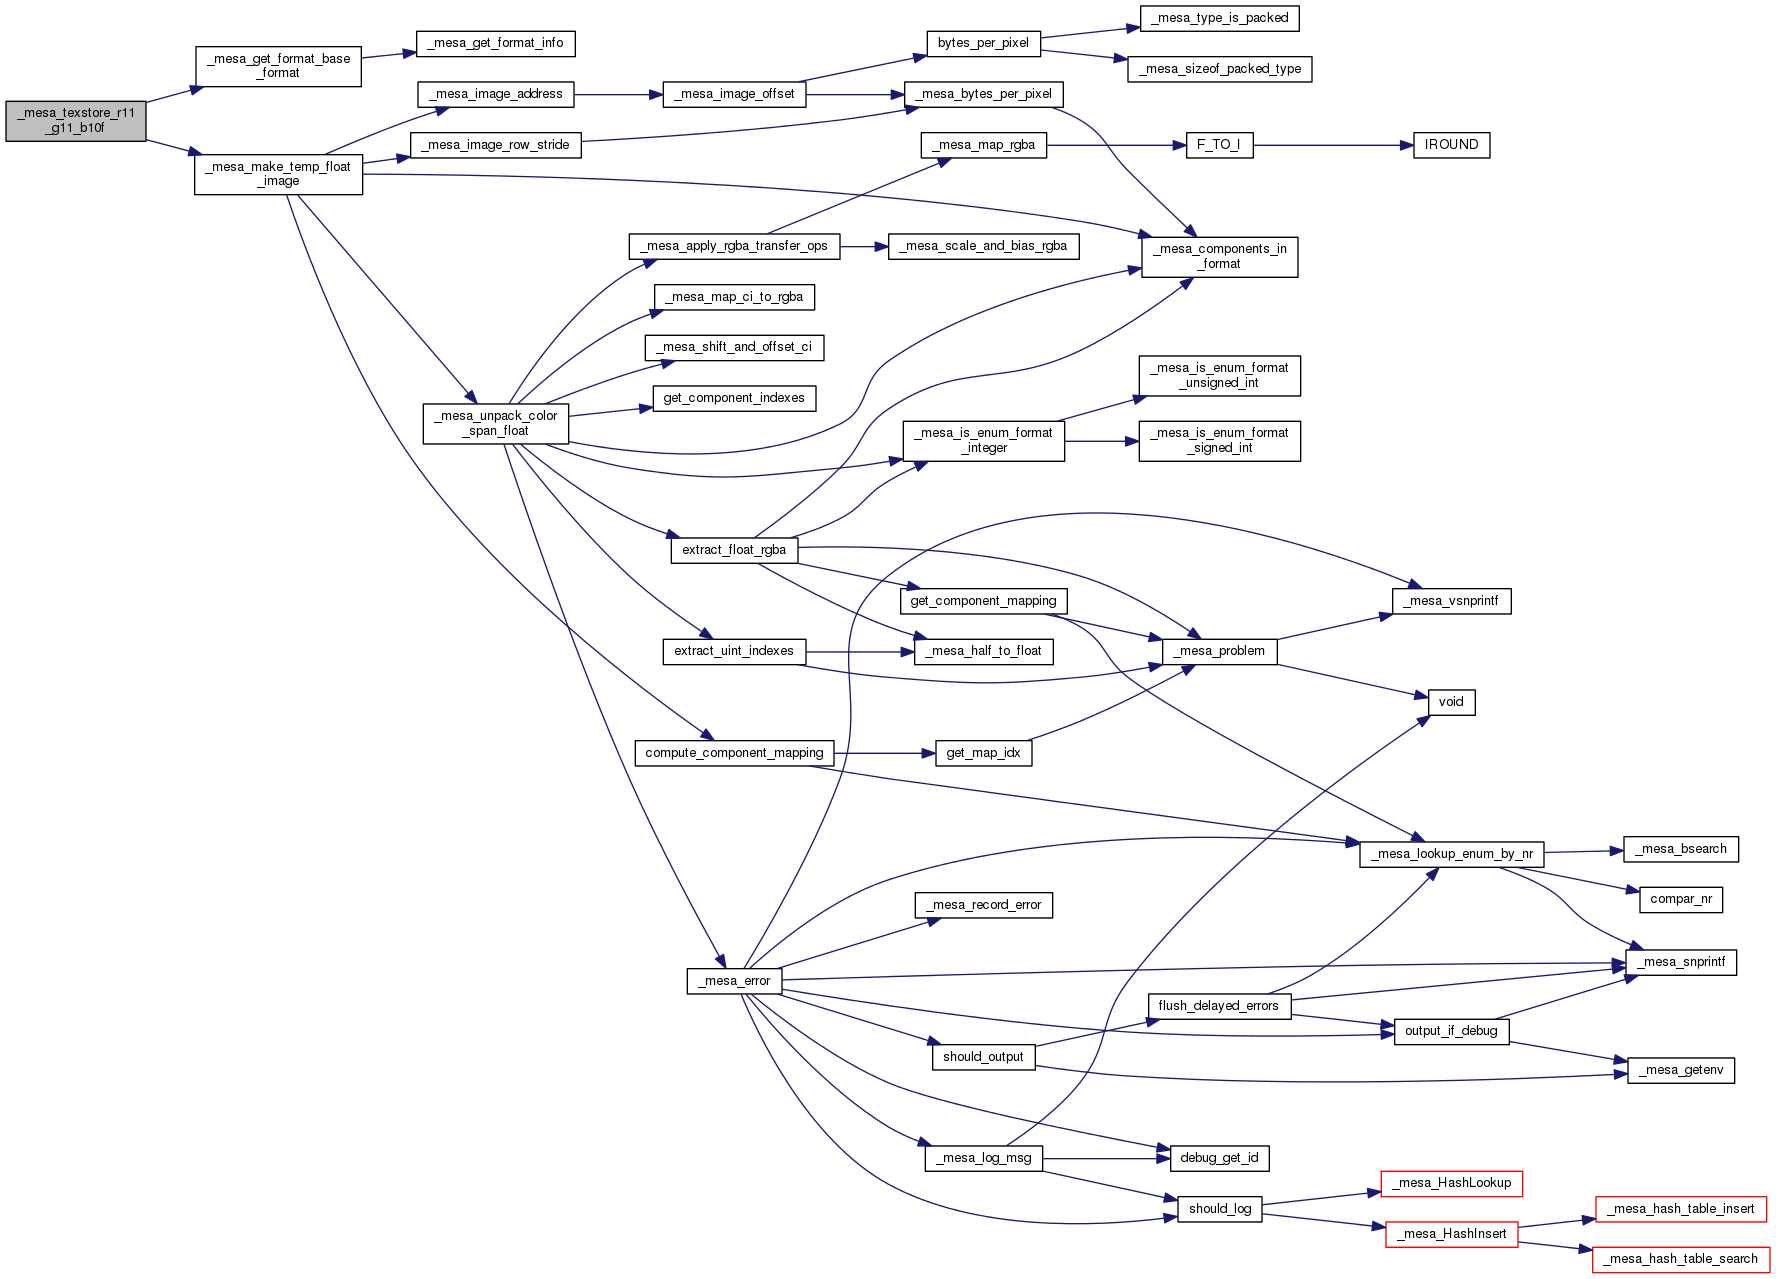 _mesa_texstore_r11
_g11_b10f
_mesa_get_format_base
_format
_mesa_get_format_info
_mesa_make_temp_float
_image
_mesa_image_address
_mesa_image_row_stride
_mesa_image_offset
bytes_per_pixel
_mesa_type_is_packed
_mesa_sizeof_packed_type
_mesa_bytes_per_pixel
_mesa_map_rgba
F_TO_I
IROUND
_mesa_apply_rgba_transfer_ops
_mesa_scale_and_bias_rgba
_mesa_components_in
_format
_mesa_map_ci_to_rgba
_mesa_shift_and_offset_ci
get_component_indexes
_mesa_unpack_color
_span_float
_mesa_is_enum_format
_unsigned_int
_mesa_is_enum_format
_integer
_mesa_is_enum_format
_signed_int
extract_float_rgba
get_component_mapping
_mesa_vsnprintf
extract_uint_indexes
_mesa_half_to_float
_mesa_problem
void
compute_component_mapping
get_map_idx
_mesa_lookup_enum_by_nr
_mesa_bsearch
compar_nr
_mesa_record_error
_mesa_snprintf
_mesa_error
flush_delayed_errors
output_if_debug
should_output
_mesa_getenv
_mesa_log_msg
debug_get_id
should_log
_mesa_HashLookup
_mesa_HashInsert
_mesa_hash_table_insert
_mesa_hash_table_search